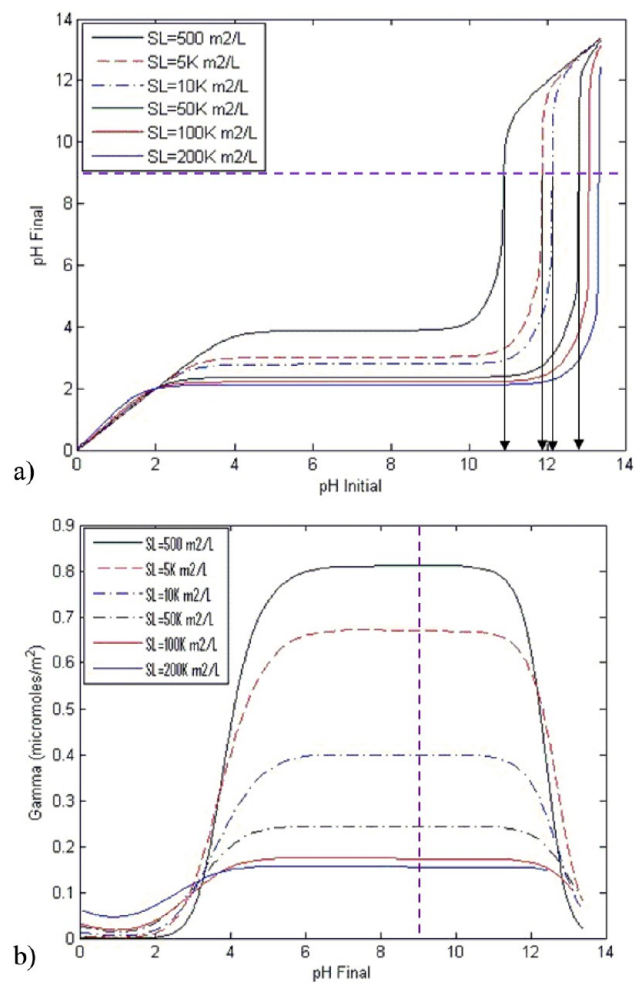 14
12
10
8
6
4
2
0
pH Final
SL=500 m2/L
SL=5K m2/L
SL=10K m2/L
SL=50K m2/L
SL=100K m2/L
SL=200K m2/L
0 2 4 6 8 10 12 14
pH Initial
a)
0.9
0.8
0.7
0.6
0.5
0.4
0.3
0.2
0.1
0
Gamma (micromoles/m²)
SL=500 m2/L
SL=5K m2/L
SL=10K m2/L
SL=50K m2/L
SL=100K m2/L
SL=200K m2/L
0 2 4 6 8 10 12 14
pH Final
b)